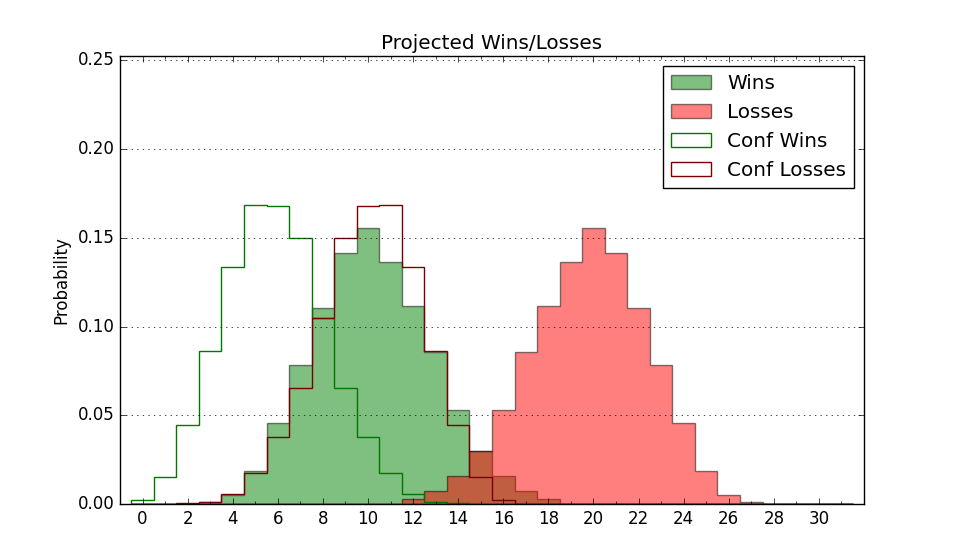 Projected Wins/Losses
0.25
0.20
0.15
0.10
0.05
0.00
Probability
Wins
Losses
Conf Wins
Conf Losses
0 2 4 6 8 10 12 14 16 18 20 22 24 26 28 30